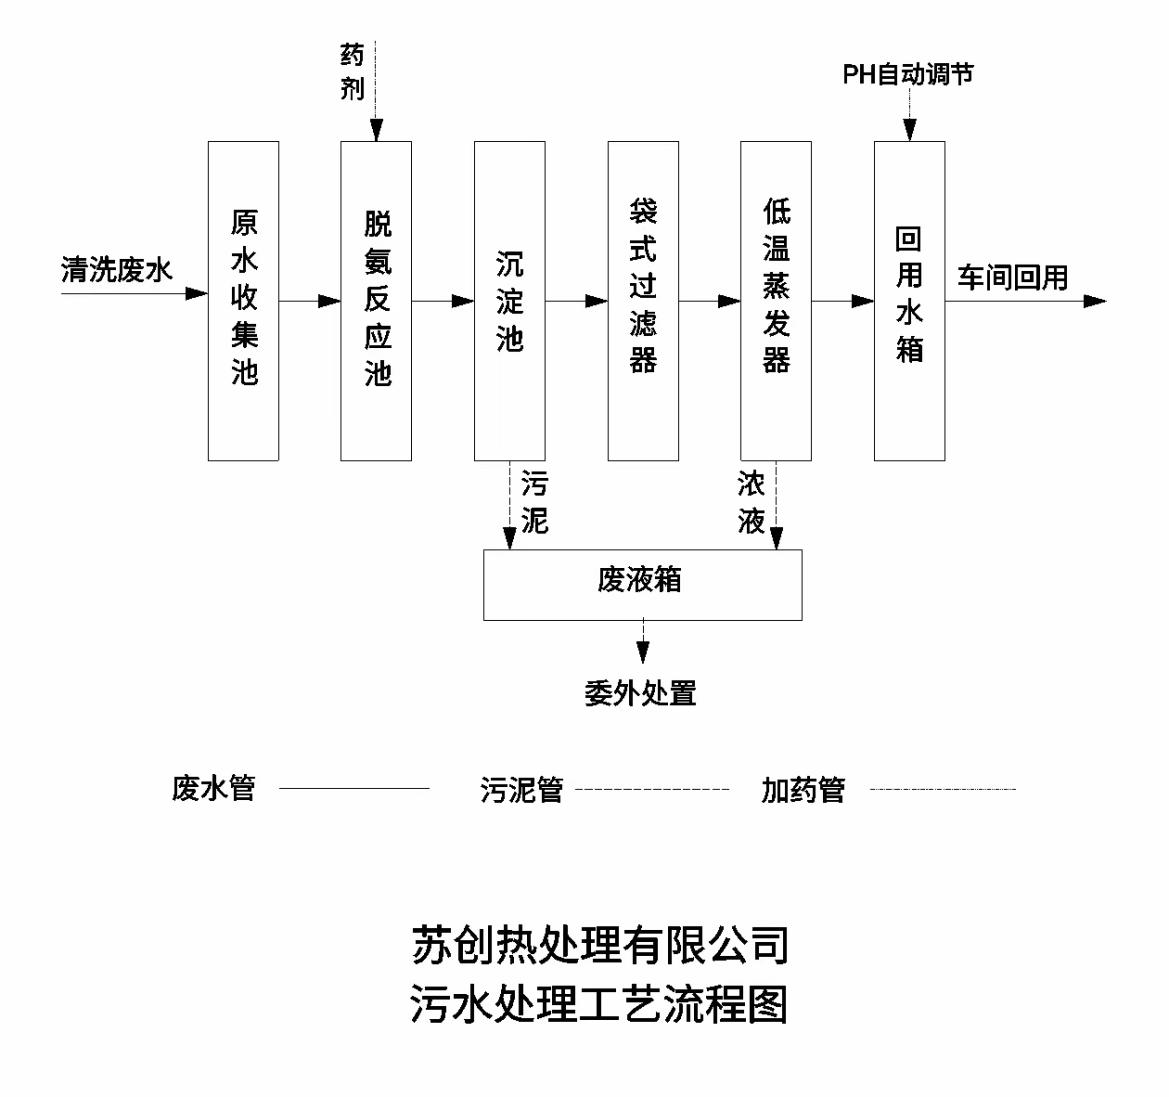 药剂
PH自动调节
清洗废水
原水收集池
脱氨反应池
沉淀池
袋式过滤器
低温蒸发器
回用水箱
车间回用
污泥
浓液
废液箱
委外处置
废水管
污泥管
加药管
苏创热处理有限公司
污水处理工艺流程图